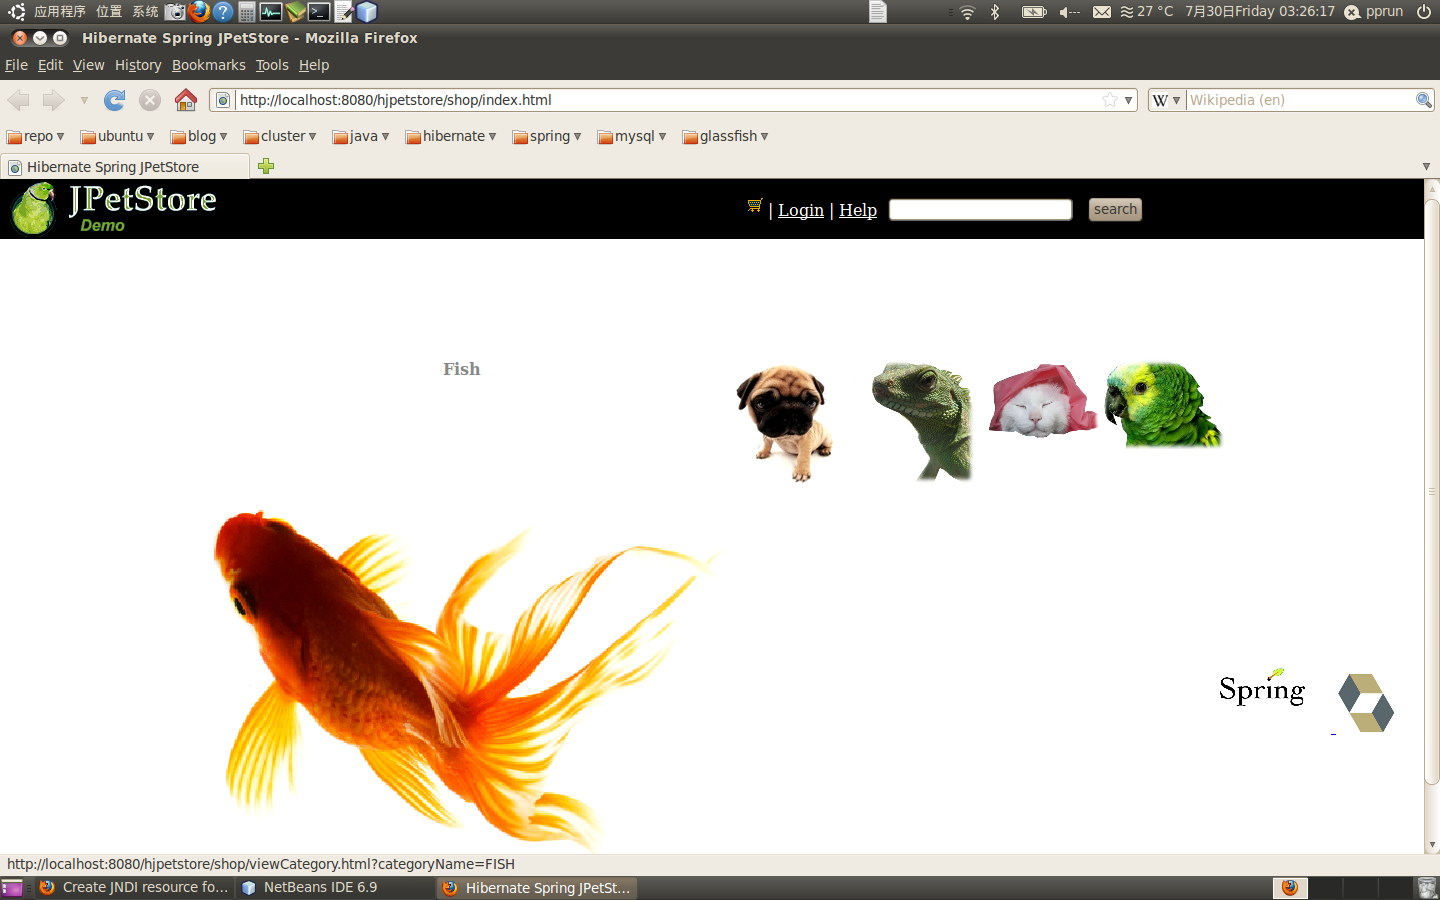 应用程序 位置 系统 27 °C 7月30日Friday 03:26:17 pprun
Hibernate Spring JPetStore - Mozilla Firefox
File Edit View History Bookmarks Tools Help
http://localhost:8080/hjpetstore/shop/index.html W Wikipedia (en)
repo ubuntu blog cluster java hibernate spring mysql glassfish
Hibernate Spring JPetStore
JPetStore
Demo
| Login | Help search
Fish
Spring
http://localhost:8080/hjpetstore/shop/viewCategory.html?categoryName=FISH
Create JNDI resource fo... NetBeans IDE 6.9 Hibernate Spring JPetSt...